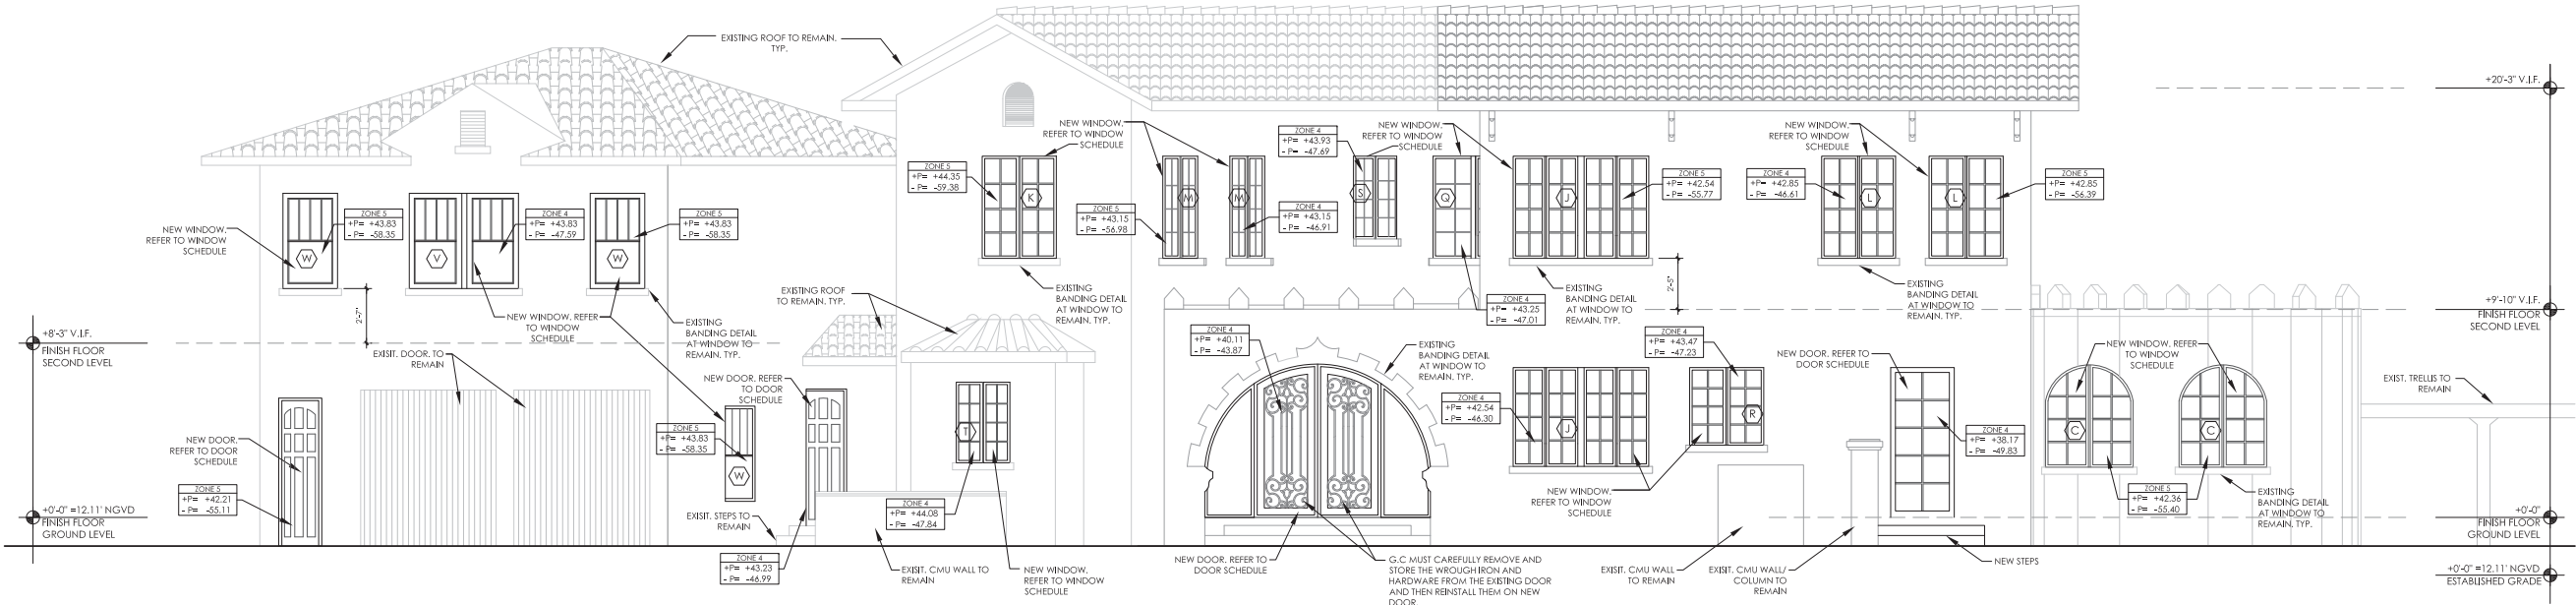 EXISTING ROOF TO REMAIN.
TYP.
+20'-3" V.I.F.
NEW WINDOW.
REFER TO WINDOW
SCHEDULE
ZONE 4
+P= +43.93
- P= -47.69
NEW WINDOW.
REFER TO WINDOW
SCHEDULE
NEW WINDOW.
REFER TO WINDOW
SCHEDULE
ZONE 5
+P= +44.35
- P= -59.38
K
M
M
S
Q
J
ZONE 5
+P= +42.54
- P= -55.77
ZONE 4
+P= +42.85
- P= -46.61
L
L
ZONE 5
+P= +42.85
- P= -56.39
ZONE 5
+P= +43.15
- P= -56.98
ZONE 4
+P= +43.15
- P= -46.91
NEW WINDOW.
REFER TO WINDOW
SCHEDULE
W
ZONE 5
+P= +43.83
- P= -58.35
V
ZONE 4
+P= +43.83
- P= -47.59
W
ZONE 5
+P= +43.83
- P= -58.35
2'-7"
EXISTING ROOF
TO REMAIN. TYP.
EXISTING
BANDING DETAIL
AT WINDOW TO
REMAIN. TYP.
ZONE 4
+P= +43.25
- P= -47.01
EXISTING
BANDING DETAIL
AT WINDOW TO
REMAIN. TYP.
2'-5"
EXISTING
BANDING DETAIL
AT WINDOW TO
REMAIN. TYP.
+9'-10" V.I.F.
FINISH FLOOR
SECOND LEVEL
NEW WINDOW. REFER
TO WINDOW
SCHEDULE
EXISTING
BANDING DETAIL
AT WINDOW TO
REMAIN. TYP.
+8'-3" V.I.F.
FINISH FLOOR
SECOND LEVEL
EXISIT. DOOR. TO
REMAIN
ZONE 4
+P= +40.11
- P= -43.87
EXISTING
BANDING DETAIL
AT WINDOW TO
REMAIN. TYP.
ZONE 4
+P= +43.47
- P= -47.23
NEW DOOR. REFER TO
DOOR SCHEDULE
NEW WINDOW. REFER
TO WINDOW
SCHEDULE
EXIST. TRELLIS TO
REMAIN
NEW DOOR. REFER
TO DOOR
SCHEDULE
NEW DOOR.
REFER TO DOOR
SCHEDULE
ZONE 5
+P= +43.83
- P= -58.35
W
T
ZONE 4
+P= +42.54
- P= -46.30
J
R
ZONE 4
+P= +38.17
- P= -49.83
C
C
ZONE 5
+P= +42.21
- P= -55.11
ZONE 4
+P= +44.08
- P= -47.84
NEW WINDOW.
REFER TO WINDOW
SCHEDULE
ZONE 5
+P= +42.36
- P= -55.40
EXISTING
BANDING DETAIL
AT WINDOW TO
REMAIN. TYP.
+0'-0" =12.11' NGVD
FINISH FLOOR
GROUND LEVEL
EXISIT. STEPS TO
REMAIN
+0'-0"
FINISH FLOOR
GROUND LEVEL
ZONE 4
+P= +43.23
- P= -46.99
EXISIT. CMU WALL TO
REMAIN
NEW WINDOW.
REFER TO WINDOW
SCHEDULE
NEW DOOR. REFER TO
DOOR SCHEDULE
G.C MUST CAREFULLY REMOVE AND
STORE THE WROUGH IRON AND
HARDWARE FROM THE EXISTING DOOR
AND THEN REINSTALL THEM ON NEW
DOOR.
EXISIT. CMU WALL
TO REMAIN
EXISIT. CMU WALL/
COLUMN TO
REMAIN
NEW STEPS
+0'-0" =12.11' NGVD
ESTABLISHED GRADE